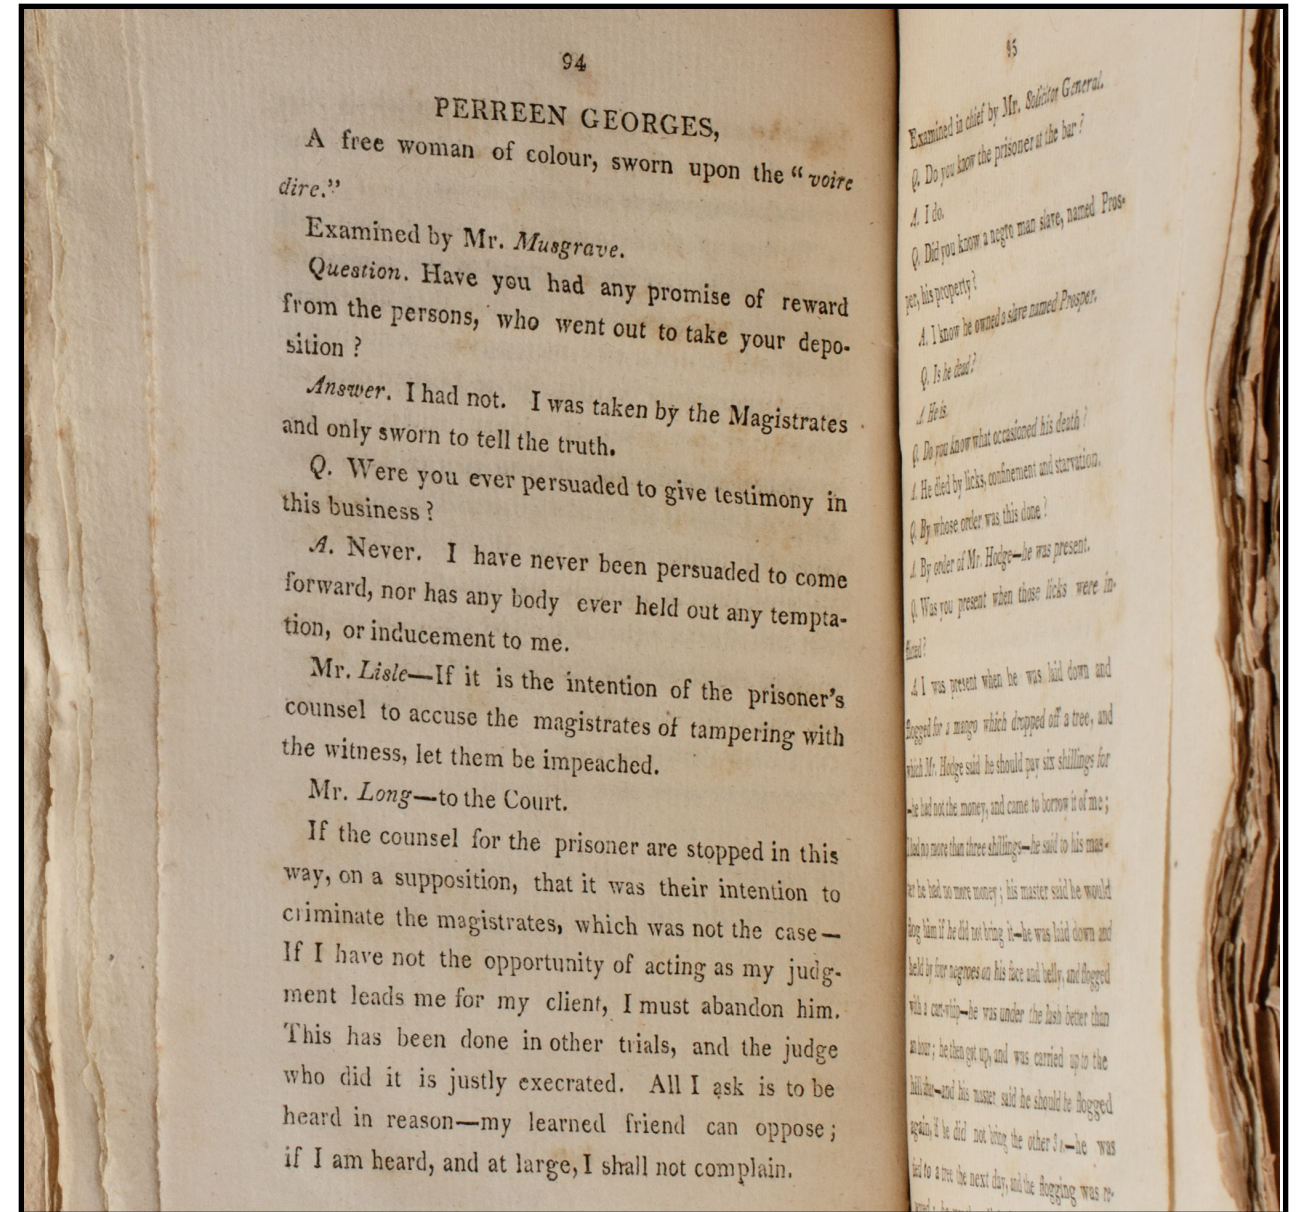 94
PERREEN GEORGES,
A free woman of colour, sworn upon the "voire
dire."
Examined by Mr. Musgrave.
Question. Have you had any promise of reward
from the persons, who went out to take your depo-
sition ?
Answer. I had not. I was taken by the Magistrates
and only sworn to tell the truth.
Q. Were you ever persuaded to give testimony in
this business ?
A. Never. I have never been persuaded to come
forward, nor has any body ever held out any tempta-
tion, or inducement to me.
Mr. Lisle—If it is the intention of the prisoner's
counsel to accuse the magistrates of tampering with
the witness, let them be impeached.
Mr. Long—to the Court.
If the counsel for the prisoner are stopped in this
way, on a supposition, that it was their intention to
criminate the magistrates, which was not the case—
If I have not the opportunity of acting as my judg-
ment leads me for my client, I must abandon him.
This has been done in other trials, and the judge
who did it is justly execrated. All I ask is to be
heard in reason—my learned friend can oppose;
if I am heard, and at large, I shall not complain.
95
Examined in chief by Mr. Solicitor General.
Q. Do you know the prisoner at the bar ?
A. I do.
Q. Did you know a negro man slave, named Pros-
per, his property ?
A. I know he owned a slave named Prosper.
Q. Is he dead ?
A. He is.
Q. Do you know what occasioned his death ?
A. He died by licks, confinement and starvation.
Q. By whose order was this done ?
A. By order of Mr. Hodge—he was present.
Q. Was you present when those licks were in-
flicted ?
A. I was present when he was laid down and
flogged for a mango which dropped off a tree, and
which Mr. Hodge said he should pay six shillings for
—he had not the money, and came to borrow it of me;
I had no more than three shillings—he said to his mas-
ter he had no more money; his master said he would
flog him if he did not bring it—he was laid down and
held by four negroes on his face and belly, and flogged
with a cart-whip—he was under the lash better than
an hour; he then got up, and was carried up to the
hill and his master said he should be flogged
again, if he did not bring the other 3 s.—he was
tied to a tree the next day, and the flogging was re-